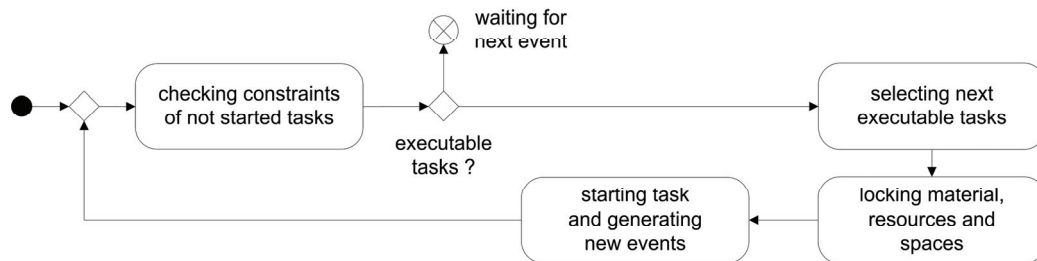 waiting for
next event
checking constraints
of not started tasks
executable
tasks ?
selecting next
executable tasks
locking material,
resources and
spaces
starting task
and generating
new events